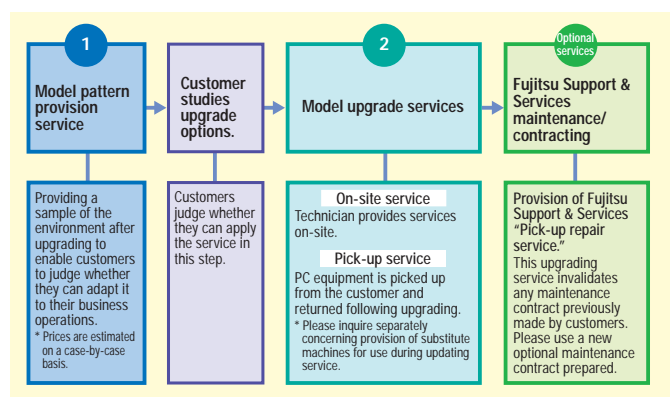 1
Model pattern
provision
service
Customer
studies
upgrade
options.
2
Model upgrade services
Optional
services
Fujitsu Support &
Services
maintenance/
contracting
Providing a
sample of the
environment after
upgrading to
enable customers
to judge whether
they can adapt it
to their business
operations.
* Prices are estimated
on a case-by-case
basis.
Customers
judge whether
they can apply
the service in
this step.
On-site service
Technician provides services
on-site.
Pick-up service
PC equipment is picked up
from the customer and
returned following upgrading.
* Please inquire separately
concerning provision of substitute
machines for use during updating
service.
Provision of Fujitsu
Support & Services
“Pick-up repair
service.”
This upgrading
service invalidates
any maintenance
contract previously
made by customers.
Please use a new
optional maintenance
contract prepared.